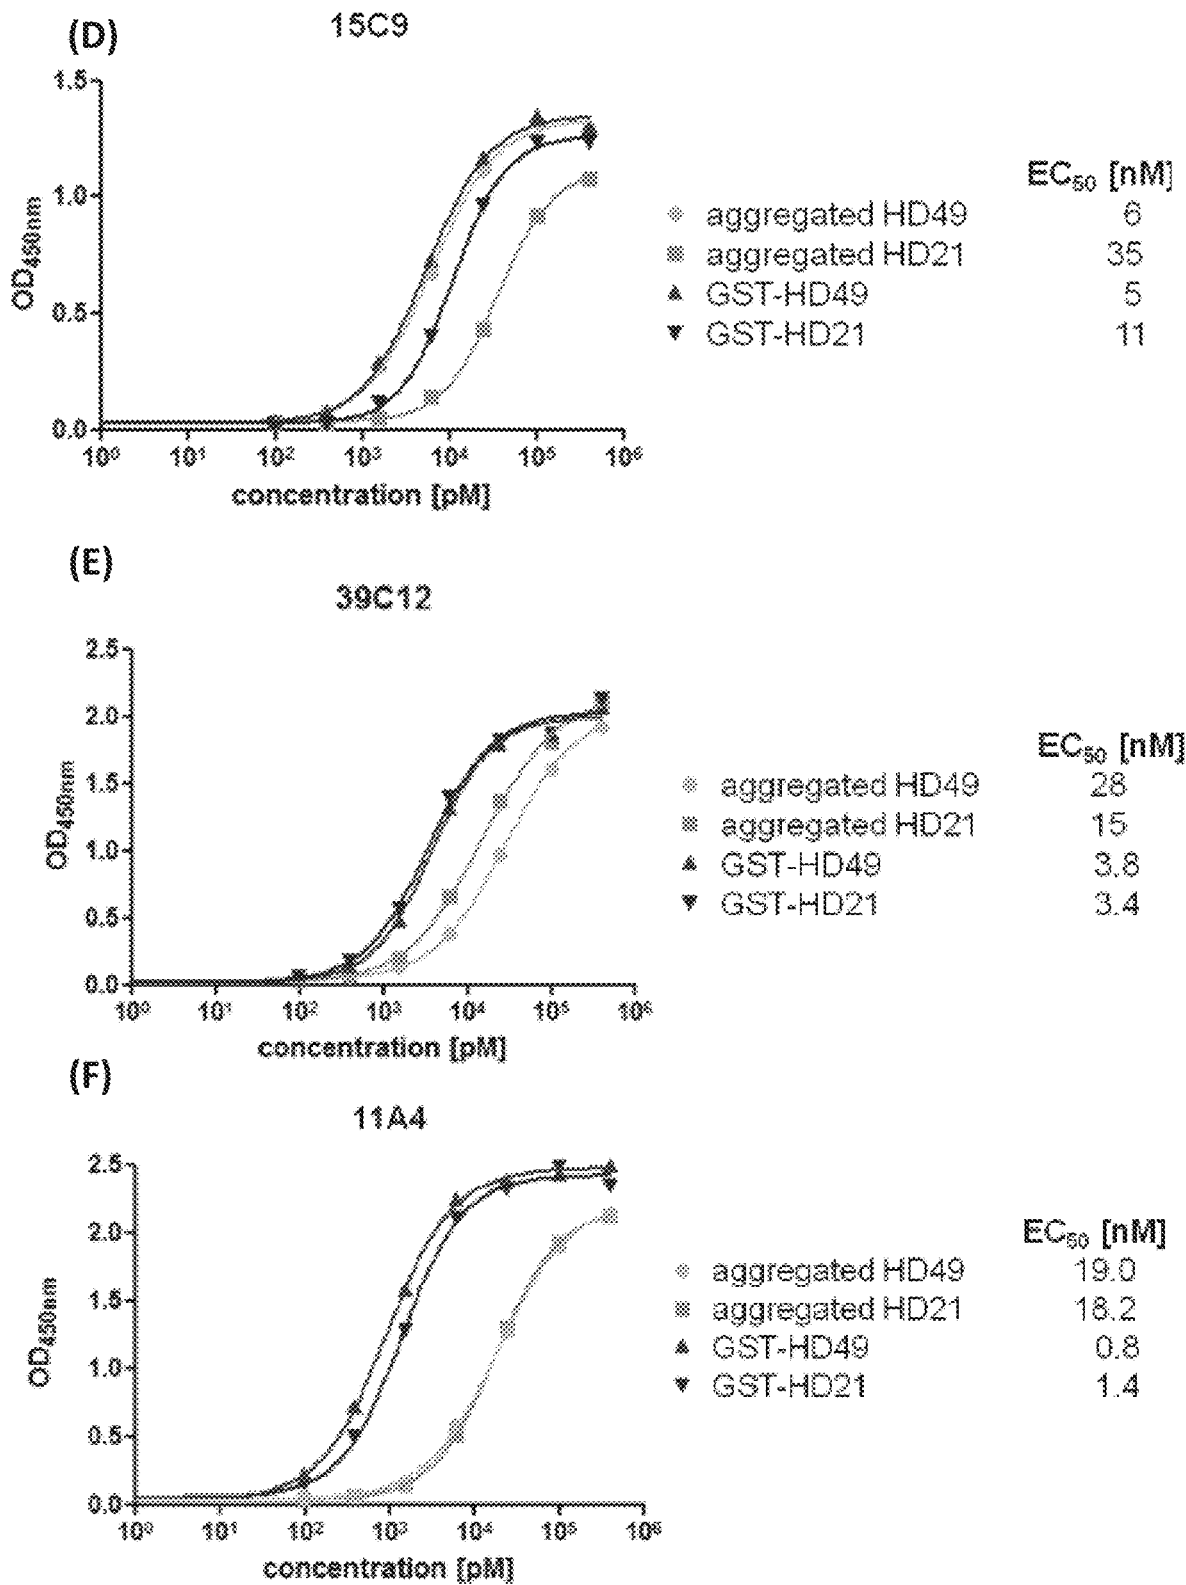 (D)
15C9
1.5
1.0
0.5
0.0
OD450nm
10⁰ 10¹ 10² 10³ 10⁴ 10⁵ 10⁶
concentration [pM]
EC₅₀ [nM]
aggregated HD49 6
aggregated HD21 35
GST-HD49 5
GST-HD21 11
(E)
39C12
2.5
2.0
1.5
1.0
0.5
0.0
OD450nm
10⁰ 10¹ 10² 10³ 10⁴ 10⁵ 10⁶
concentration [pM]
EC₅₀ [nM]
aggregated HD49 28
aggregated HD21 15
GST-HD49 3.8
GST-HD21 3.4
(F)
11A4
2.5
2.0
1.5
1.0
0.5
0.0
OD450nm
10⁰ 10¹ 10² 10³ 10⁴ 10⁵ 10⁶
concentration [pM]
EC₅₀ [nM]
aggregated HD49 19.0
aggregated HD21 18.2
GST-HD49 0.8
GST-HD21 1.4